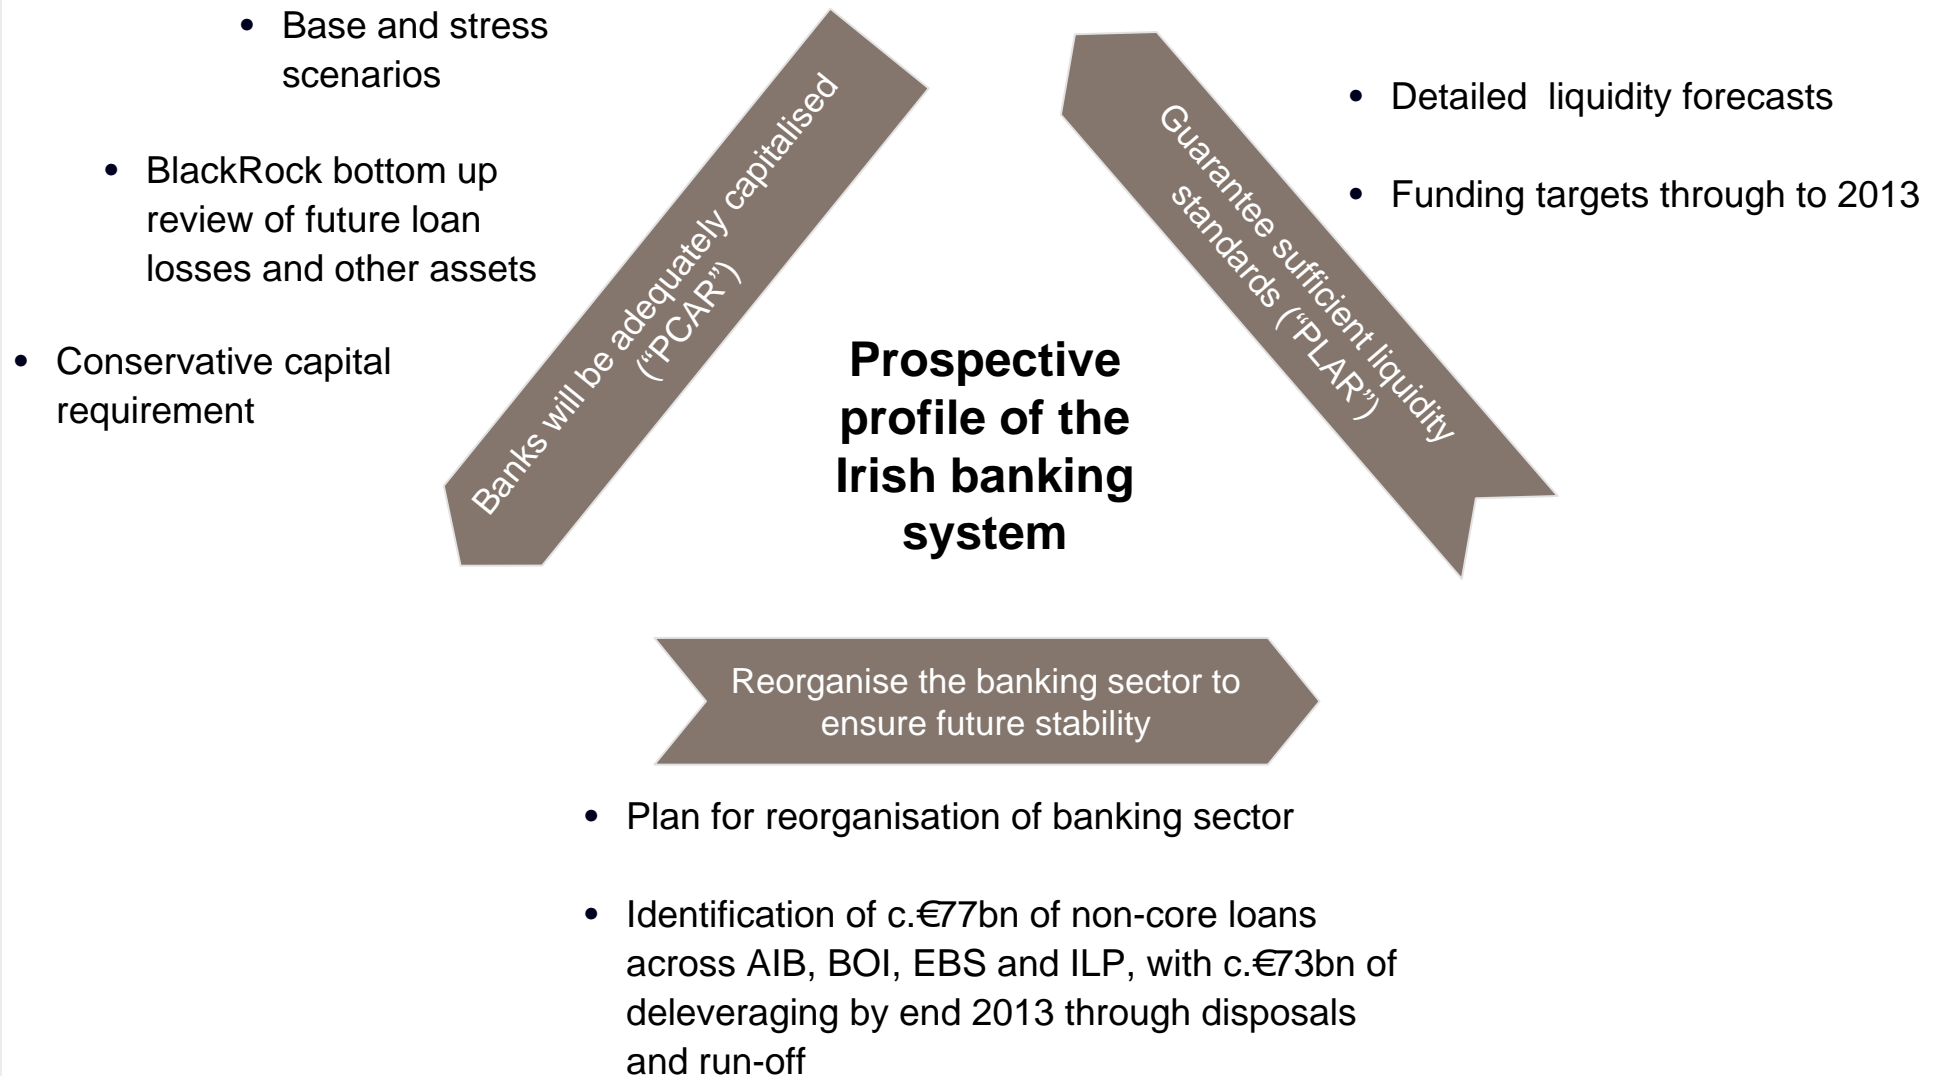 • Base and stress
scenarios
• BlackRock bottom up
review of future loan
losses and other assets
• Conservative capital
requirement
Banks will be adequately capitalised
(“PCAR”)
Guarantee sufficient liquidity
standards (“PLAR”)
• Detailed liquidity forecasts
• Funding targets through to 2013
Prospective
profile of the
Irish banking
system
Reorganise the banking sector to
ensure future stability
• Plan for reorganisation of banking sector
• Identification of c.€77bn of non-core loans
across AIB, BOI, EBS and ILP, with c.€73bn of
deleveraging by end 2013 through disposals
and run-off